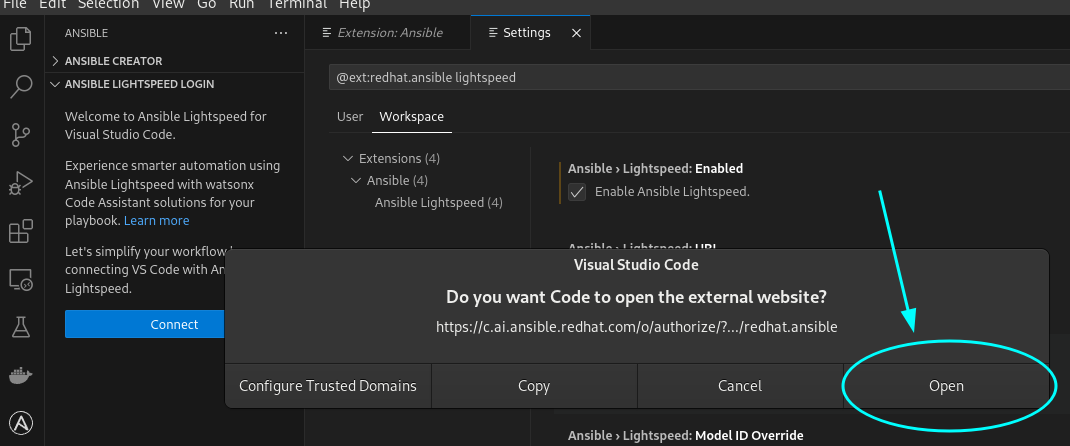 File Edit Selection View Go Run Terminal Help
ANSIBLE
Extension: Ansible
Settings
ANSIBLE CREATOR
ANSIBLE LIGHTSPEED LOGIN
Welcome to Ansible Lightspeed for
Visual Studio Code.
Experience smarter automation using
Ansible Lightspeed with watsonx
Code Assistant solutions for your
playbook. Learn more
Let's simplify your workflow
connecting VS Code with
Lightspeed.
Connect
@ext:redhat.ansible lightspeed
User
Workspace
Extensions (4)
Ansible (4)
Ansible Lightspeed (4)
Ansible › Lightspeed: Enabled
Enable Ansible Lightspeed.
Ansible › Lightspeed: URL
Visual Studio Code
Do you want Code to open the external website?
https://c.ai.ansible.redhat.com/o/authorize/?.../redhat.ansible
Configure Trusted Domains
Copy
Cancel
Open
Ansible › Lightspeed: Model ID Override